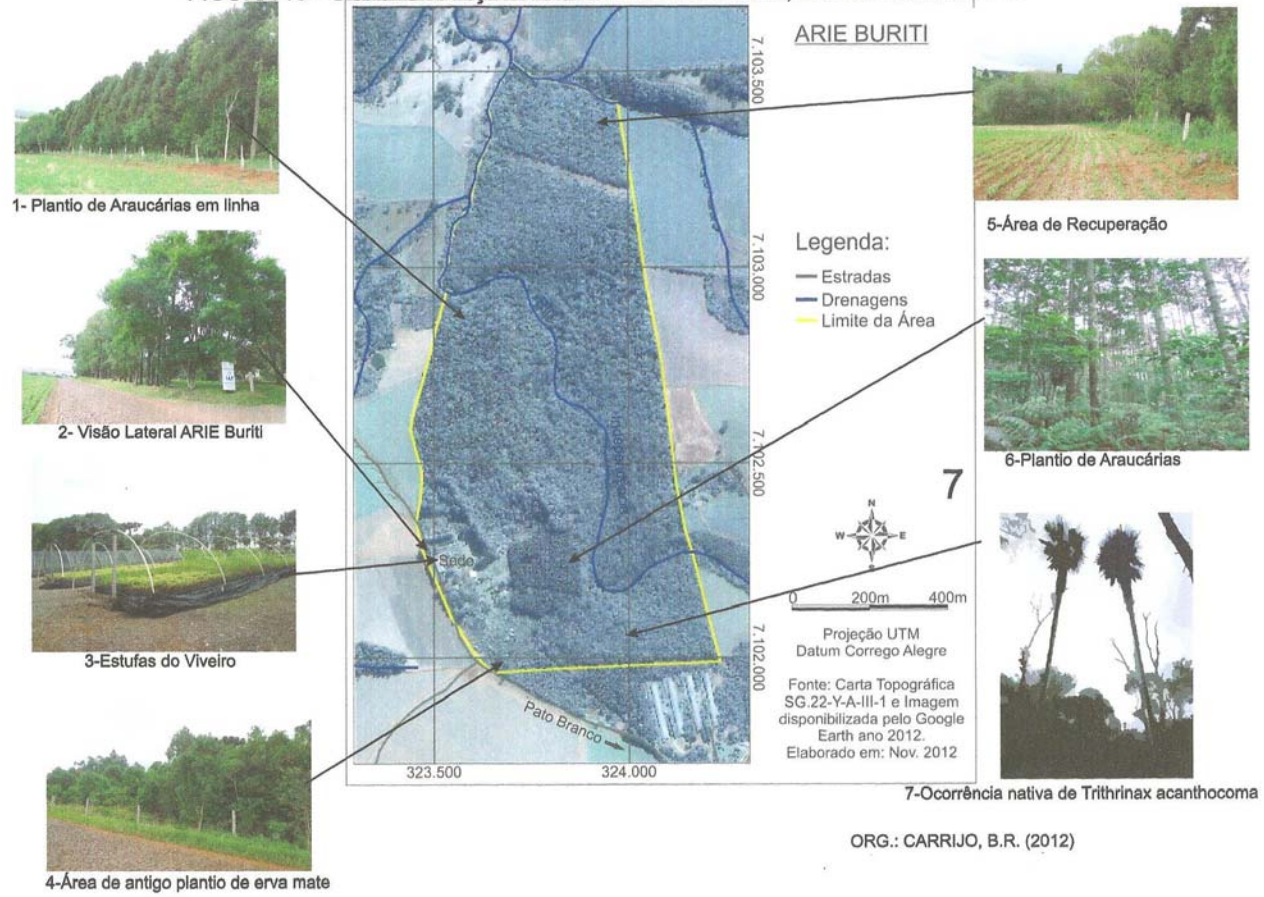 ARIE BURITI
7.103.500
7.103.000
7.102.500
7.102.000
323.500
324.000
Sede
Pato Branco
Legenda:
Estradas
Drenagens
Limite da Área
7
N
W
E
0 200m 400m
Projeção UTM
Datum Corrego Alegre
Fonte: Carta Topográfica
SG.22-Y-A-III-1 e Imagem
disponibilizada pelo Google
Earth ano 2012.
Elaborado em: Nov. 2012
1- Plantio de Araucárias em linha
2- Visão Lateral ARIE Buriti
3-Estufas do Viveiro
4-Área de antigo plantio de erva mate
5-Área de Recuperação
6-Plantio de Araucárias
7-Ocorrência nativa de Trithrinax acanthocoma
ORG.: CARRIJO, B.R. (2012)